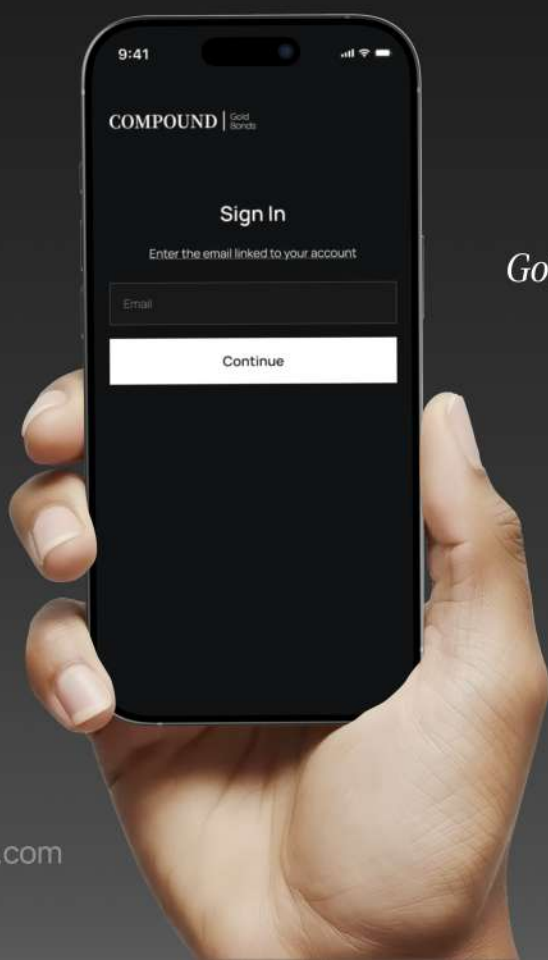 9:41
COMPOUND | Gold
Bonds
Sign In
Enter the email linked to your account
Email
Continue
Go
.com